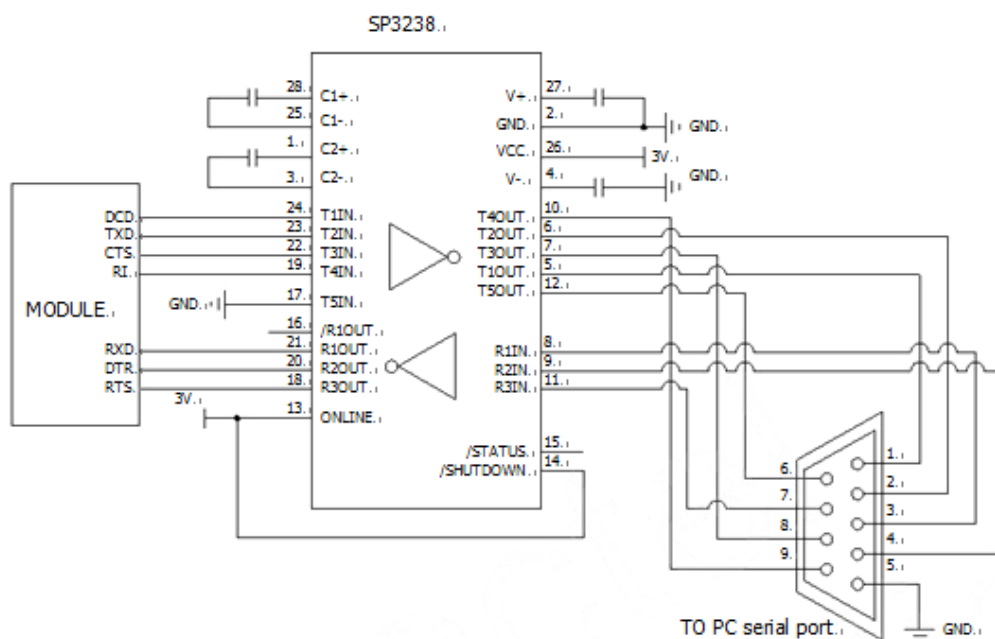 SP3238.
28.
C1+.
25.
C1-.
1.
C2+.
3.
C2-.
27.
V+.
2.
GND.
GND.
26.
VCC.
3V.
4.
V-.
GND.
MODULE.
DCD.
24.
T1IN.
TXD.
23.
T2IN.
CTS.
22.
T3IN.
RI.
19.
T4IN.
GND.
17.
T5IN.
16.
/R1OUT.
RXD.
21.
R1OUT.
DTR.
20.
R2OUT.
RTS.
18.
R3OUT.
3V.
13.
ONLINE.
T4OUT.
10.
T2OUT.
6.
T3OUT.
7.
T1OUT.
5.
T5OUT.
12.
R1IN.
8.
R2IN.
9.
R3IN.
11.
/STATUS.
15.
/SHUTDOWN.
14.
6.
7.
8.
9.
1.
2.
3.
4.
5.
TO PC serial port.
GND.